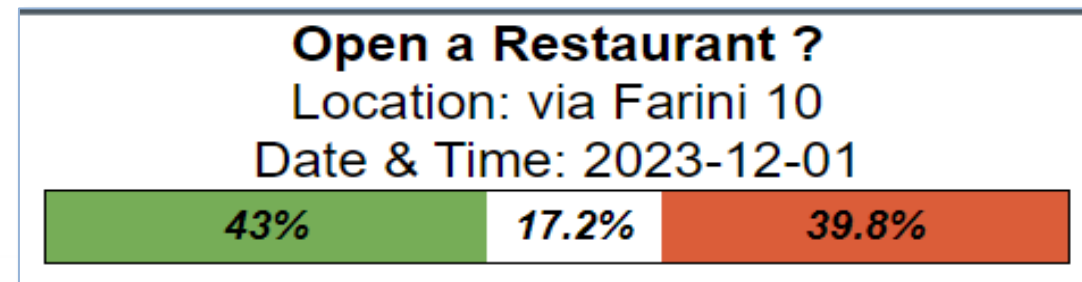 Open a Restaurant ?
Location: via Farini 10
Date & Time: 2023-12-01
43% 17.2% 39.8%